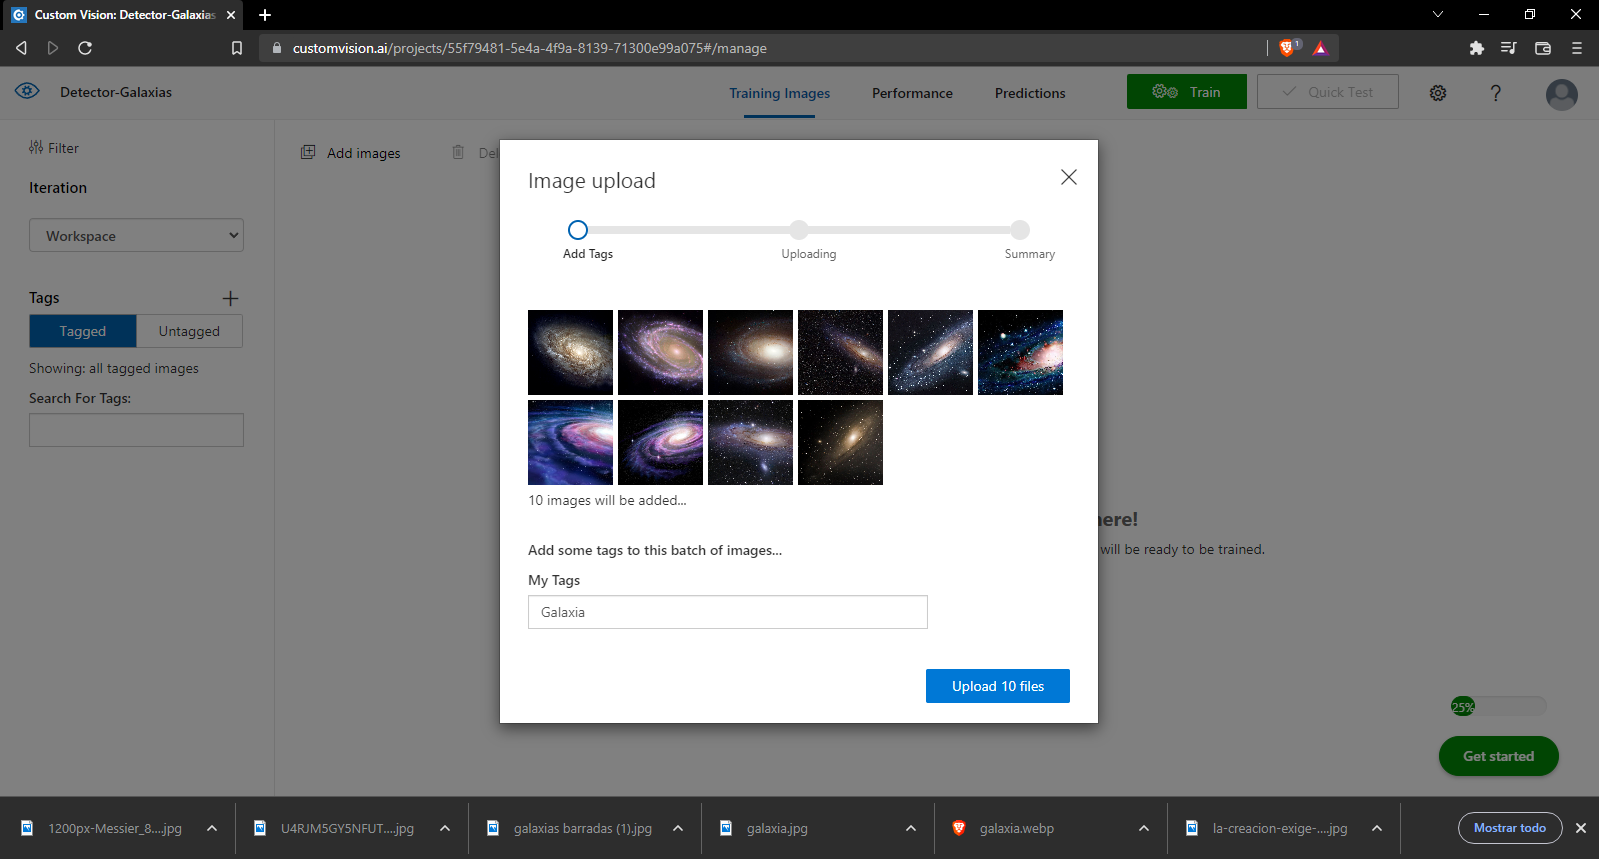 Custom Vision: Detector-Galaxias
customvision.ai/projects/55f79481-5e4a-4f9a-8139-71300e99a075#/manage
1
Detector-Galaxias
Training Images
Performance
Predictions
Train
Quick Test
?
Filter
Iteration
Workspace
Tags
Tagged
Untagged
Showing: all tagged images
Search For Tags:
Add images
Del
Image upload
Add Tags
Uploading
Summary
10 images will be added...
Add some tags to this batch of images...
My Tags
Galaxia
Upload 10 files
here!
will be ready to be trained.
25%
Get started
1200px-Messier_8....jpg
U4RJM5GY5NFUT....jpg
galaxias barradas (1).jpg
galaxia.jpg
galaxia.webp
la-creacion-exige-....jpg
Mostrar todo